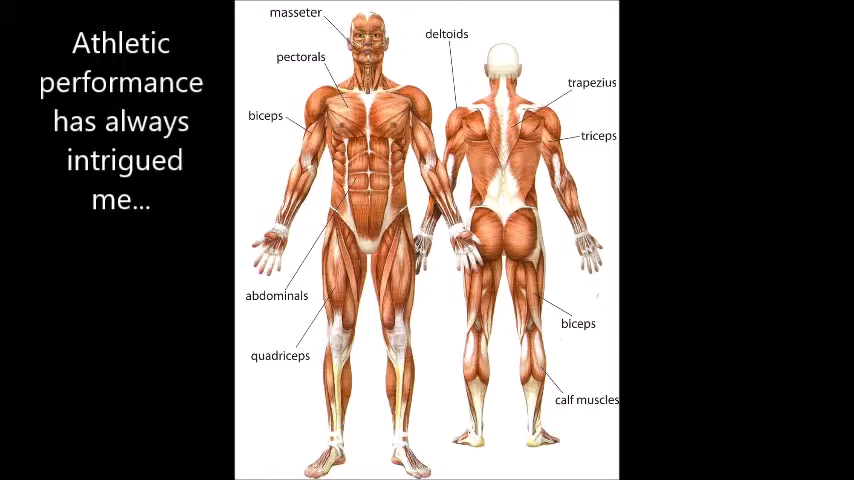 Athletic
performance
has always
intrigued
me...
masseter
deltoids
pectorals
trapezius
biceps
triceps
abdominals
biceps
quadriceps
calf muscles